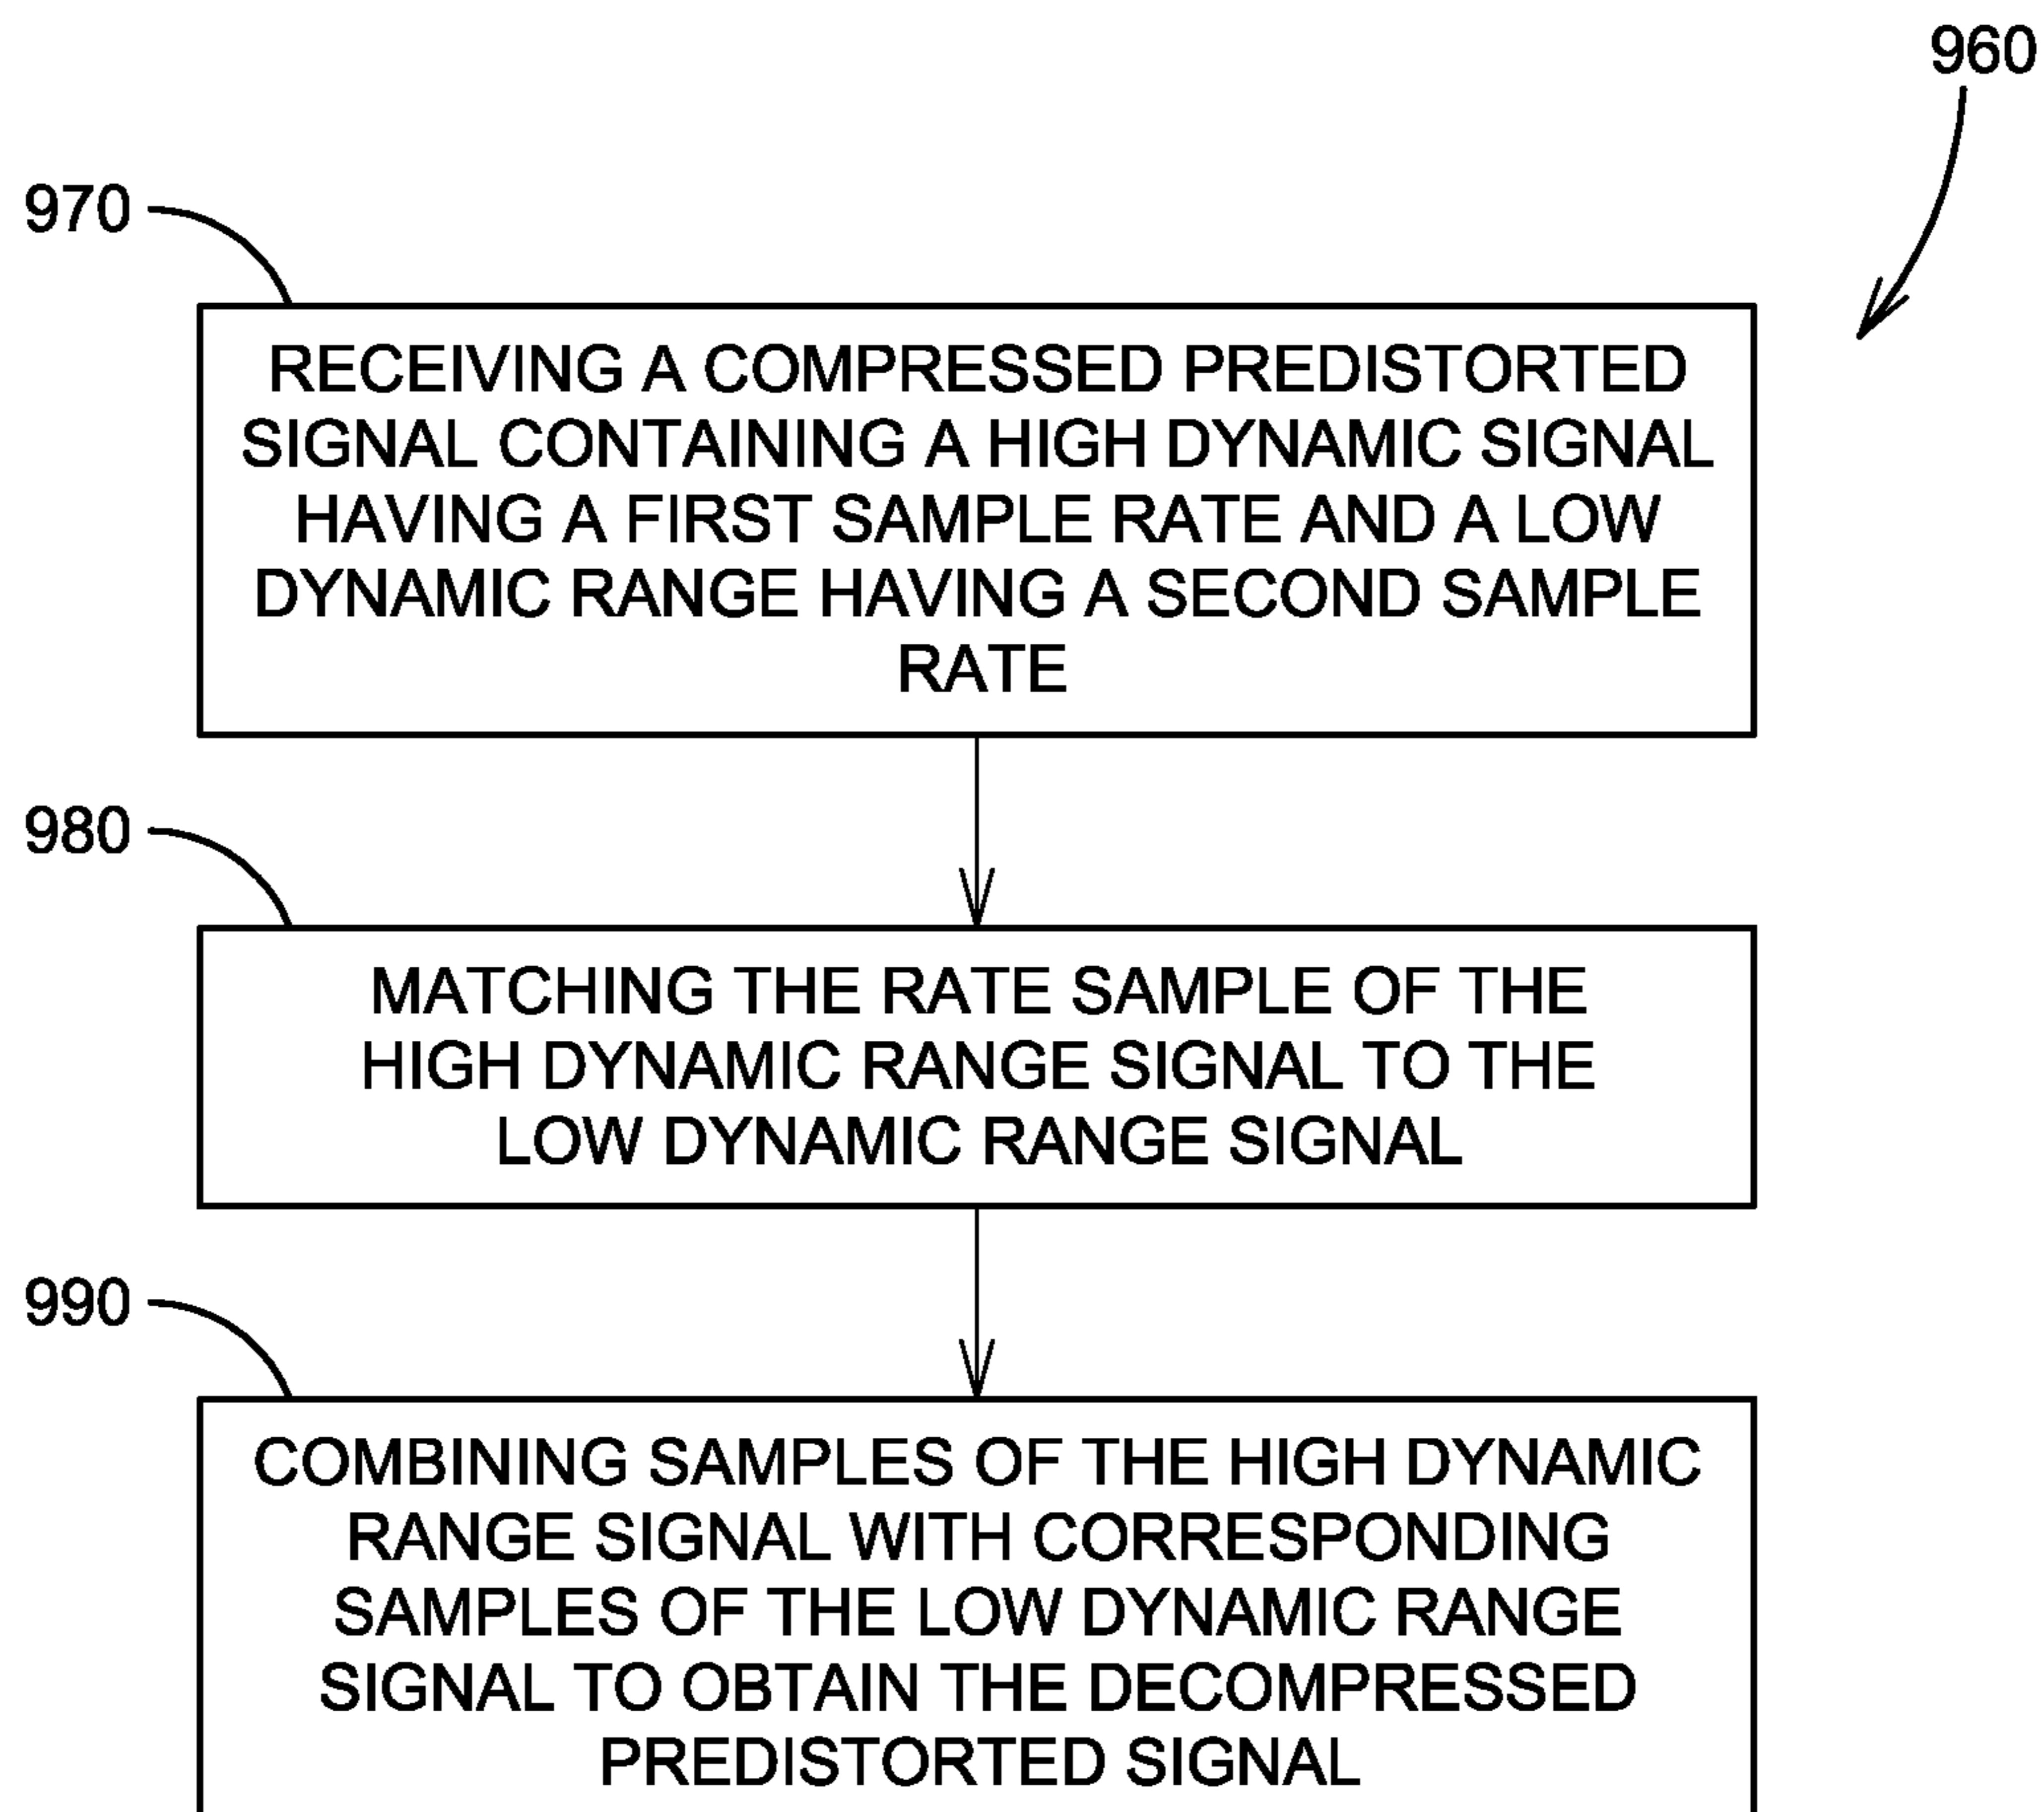 960
970
RECEIVING A COMPRESSED PREDISTORTED
SIGNAL CONTAINING A HIGH DYNAMIC SIGNAL
HAVING A FIRST SAMPLE RATE AND A LOW
DYNAMIC RANGE HAVING A SECOND SAMPLE
RATE
980
MATCHING THE RATE SAMPLE OF THE
HIGH DYNAMIC RANGE SIGNAL TO THE
LOW DYNAMIC RANGE SIGNAL
990
COMBINING SAMPLES OF THE HIGH DYNAMIC
RANGE SIGNAL WITH CORRESPONDING
SAMPLES OF THE LOW DYNAMIC RANGE
SIGNAL TO OBTAIN THE DECOMPRESSED
PREDISTORTED SIGNAL